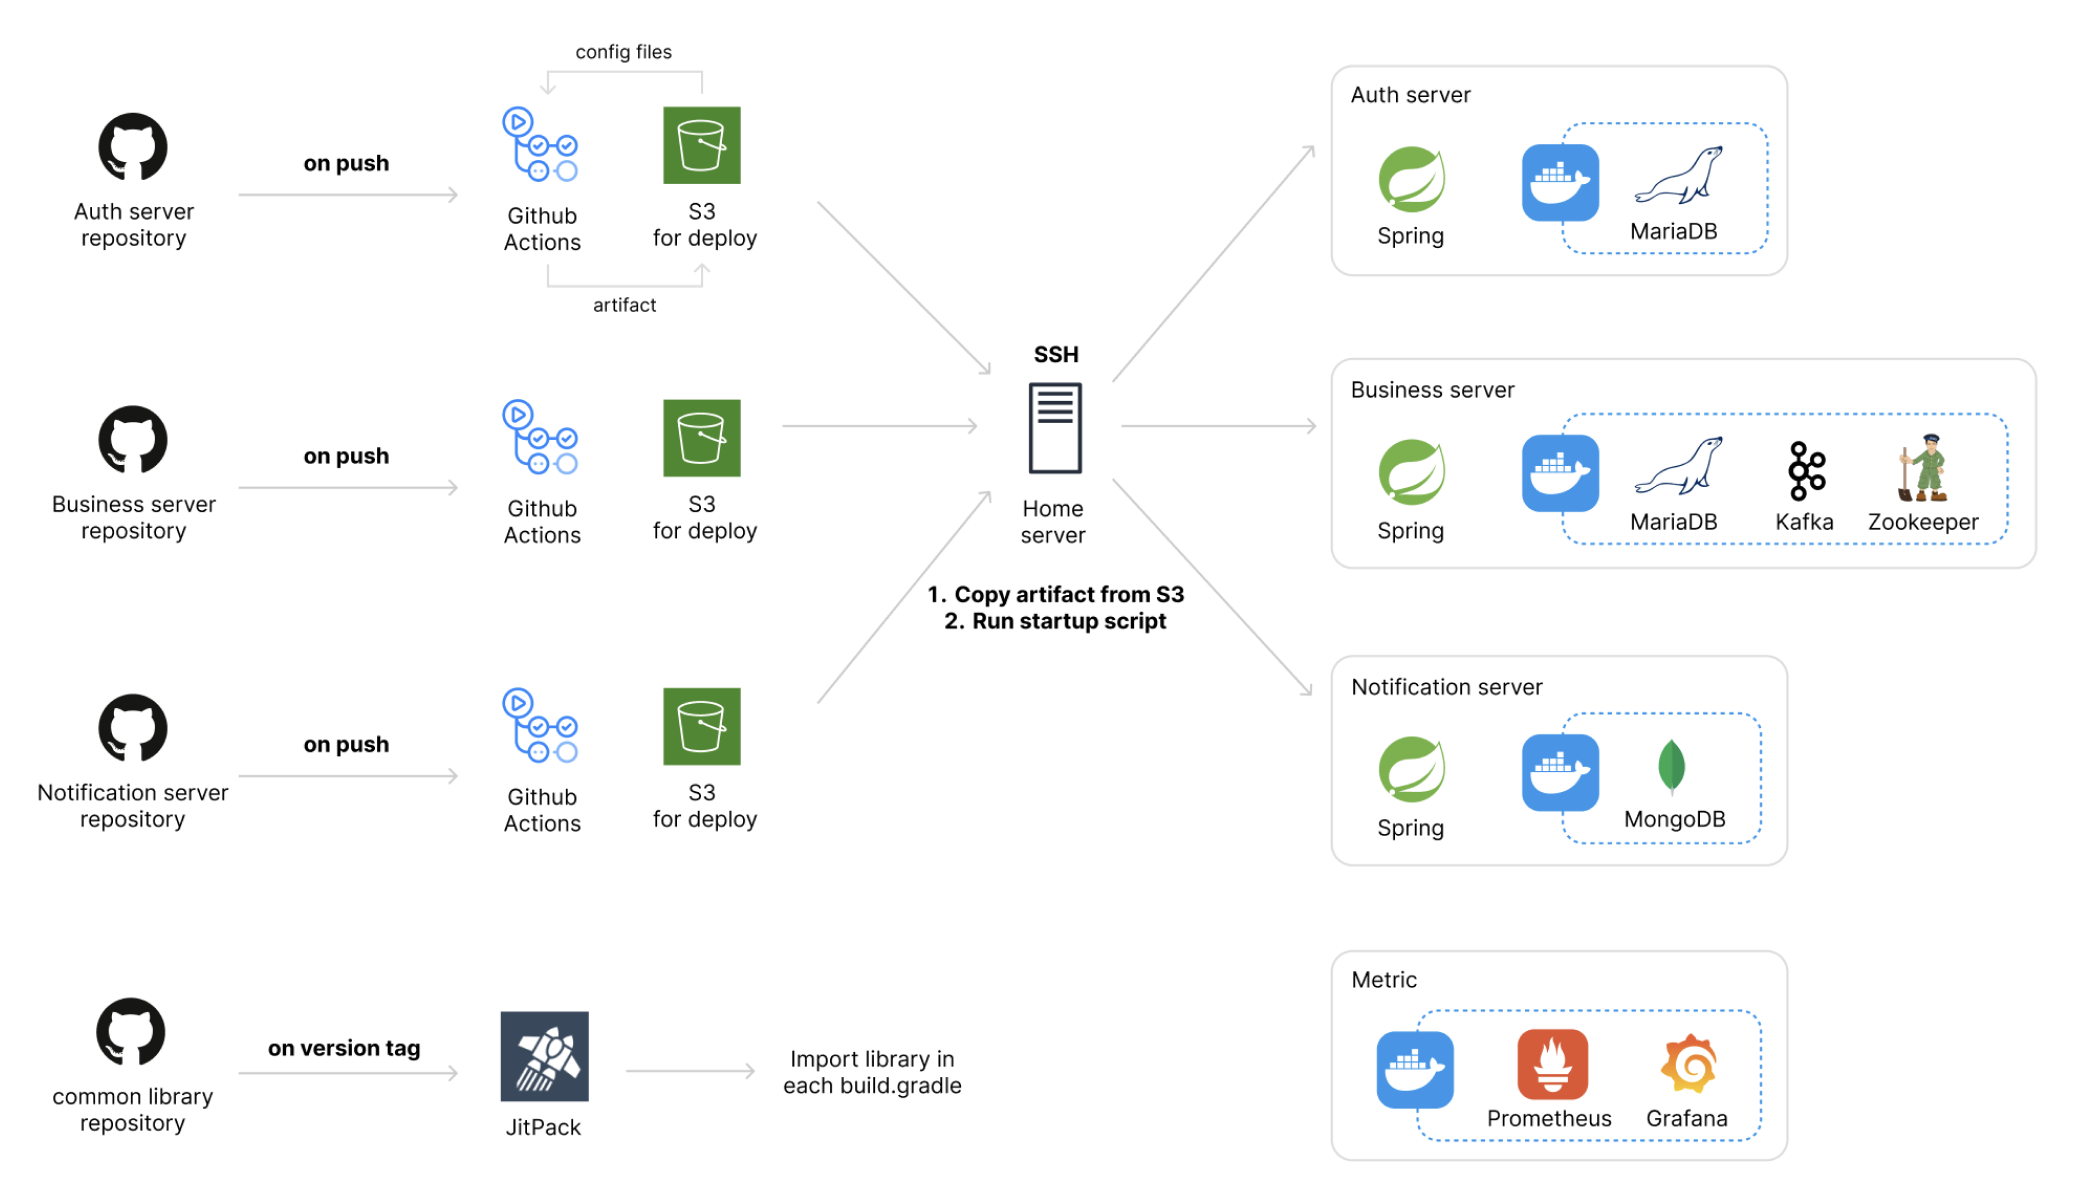 config files
Auth server
repository
on push
Github
Actions
S3
for deploy
artifact
Business server
repository
on push
Github
Actions
S3
for deploy
Notification server
repository
on push
Github
Actions
S3
for deploy
common library
repository
on version tag
JitPack
Import library in
each build.gradle
SSH
Home
server
1. Copy artifact from S3
2. Run startup script
Auth server
Spring
MariaDB
Business server
Spring
MariaDB
Kafka
Zookeeper
Notification server
Spring
MongoDB
Metric
Prometheus
Grafana